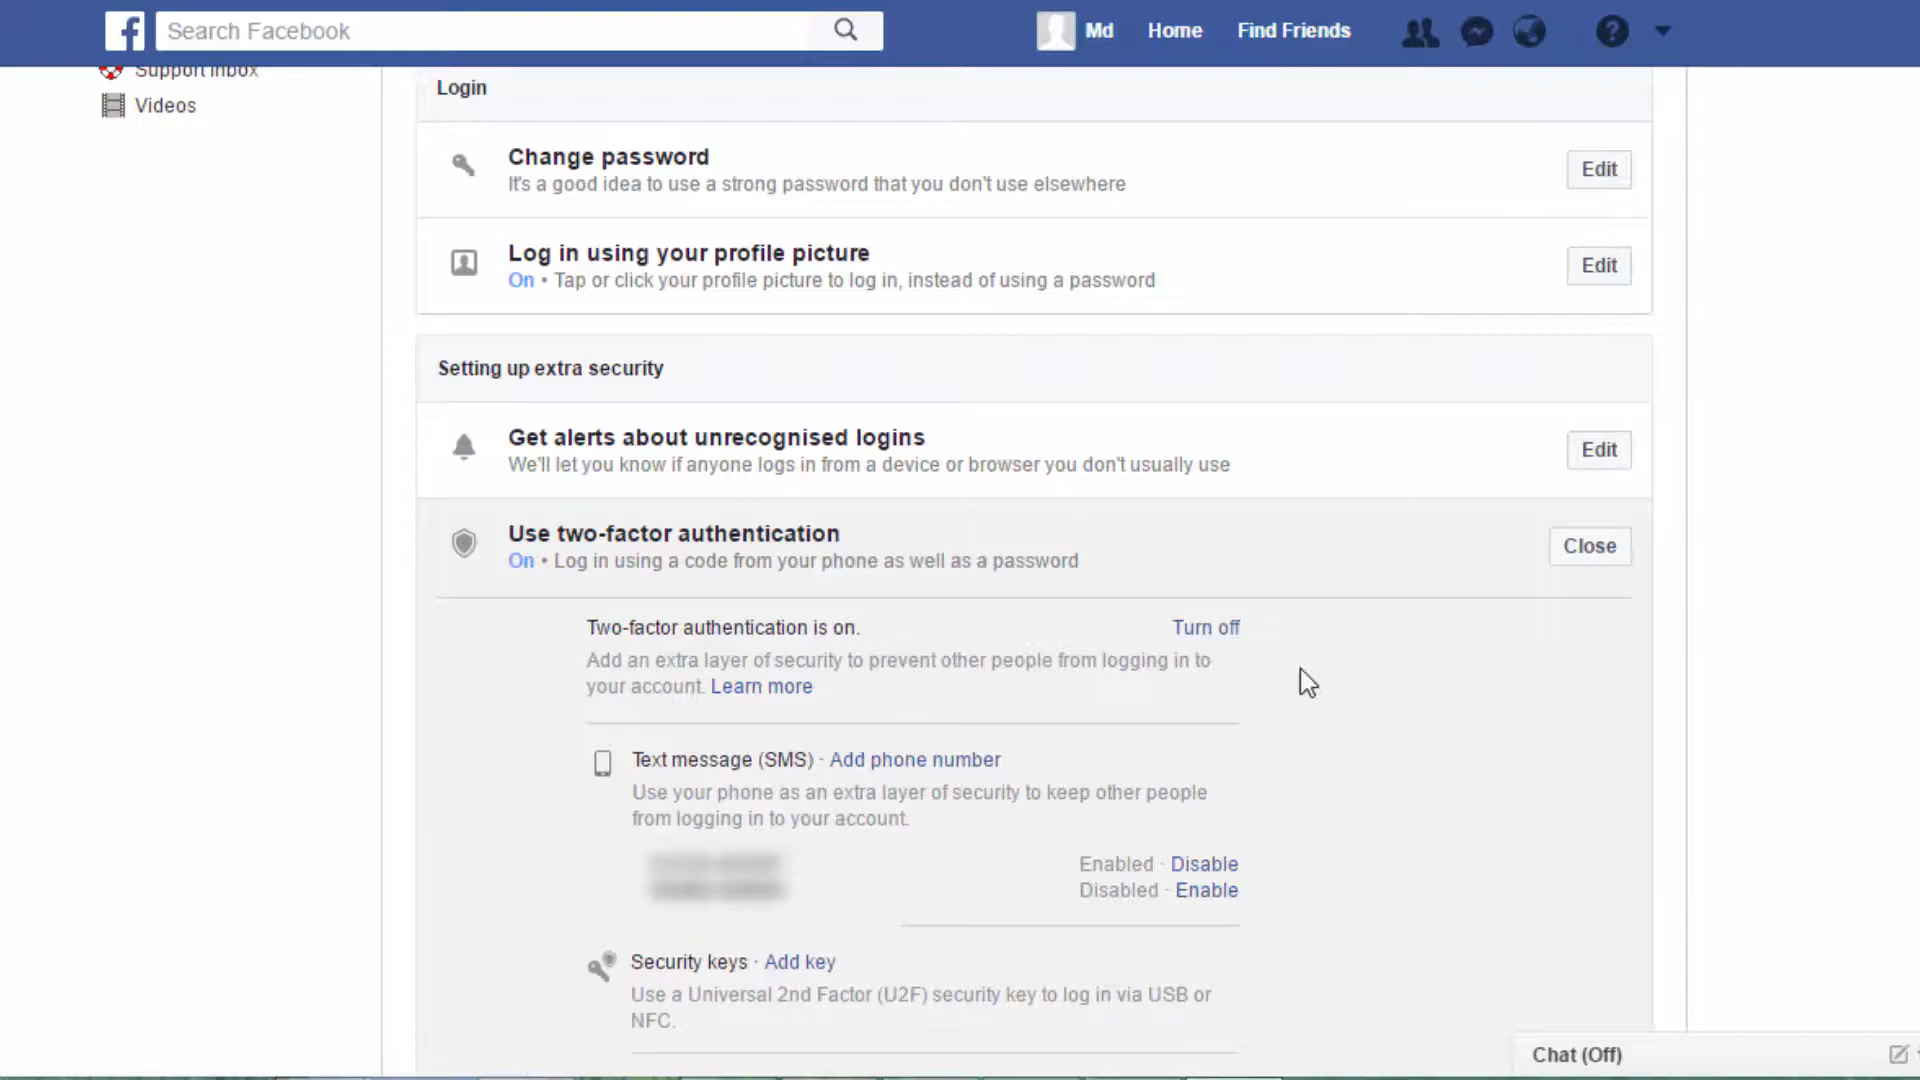 Search Facebook
Md
Home
Find Friends
Support Inbox
Videos
Login
Change password
It's a good idea to use a strong password that you don't use elsewhere
Edit
Log in using your profile picture
On • Tap or click your profile picture to log in, instead of using a password
Edit
Setting up extra security
Get alerts about unrecognised logins
We'll let you know if anyone logs in from a device or browser you don't usually use
Edit
Use two-factor authentication
On • Log in using a code from your phone as well as a password
Close
Two-factor authentication is on.
Turn off
Add an extra layer of security to prevent other people from logging in to
your account. Learn more
Text message (SMS) · Add phone number
Use your phone as an extra layer of security to keep other people
from logging in to your account.
Enabled · Disable
Disabled · Enable
Security keys · Add key
Use a Universal 2nd Factor (U2F) security key to log in via USB or
NFC.
Chat (Off)